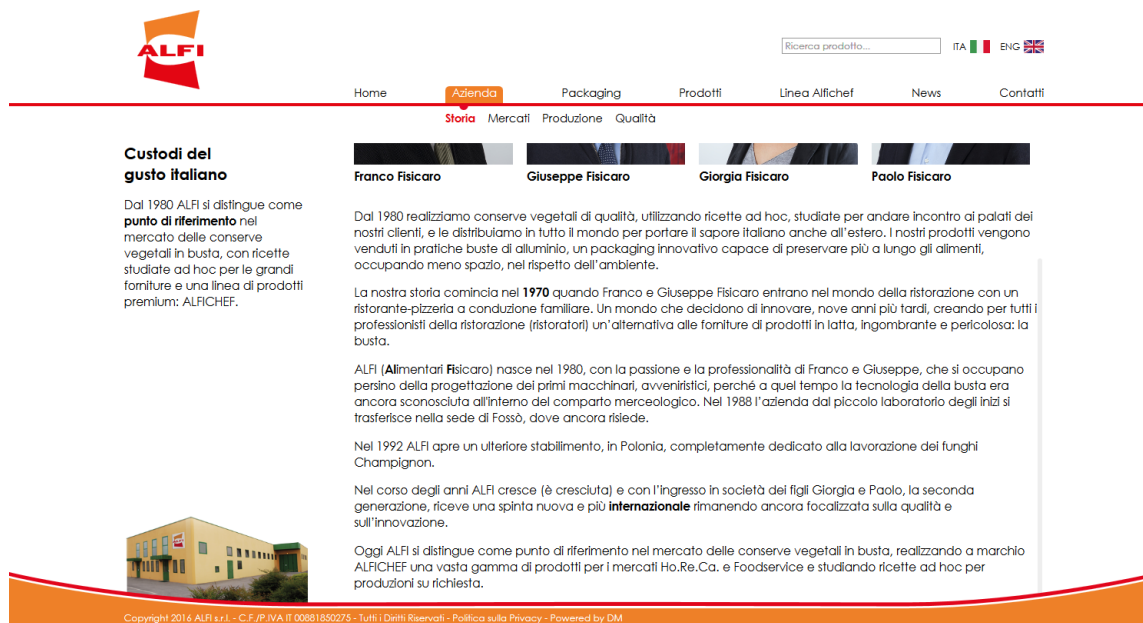 ALFI
Ricerca prodotto...
ITA
ENG
Home
Azienda
Packaging
Prodotti
Linea Alfichef
News
Contatti
Storia
Mercati
Produzione
Qualità
Custodi del
gusto italiano
Dal 1980 ALFI si distingue come
punto di riferimento nel
mercato delle conserve
vegetali in busta, con ricette
studiate ad hoc per le grandi
forniture e una linea di prodotti
premium: ALFICHEF.
Franco Fisicaro
Giuseppe Fisicaro
Giorgia Fisicaro
Paolo Fisicaro
Dal 1980 realizziamo conserve vegetali di qualità, utilizzando ricette ad hoc, studiate per andare incontro ai palati dei
nostri clienti, e le distribuiamo in tutto il mondo per portare il sapore italiano anche all'estero. I nostri prodotti vengono
venduti in pratiche buste di alluminio, un packaging innovativo capace di preservare più a lungo gli alimenti,
occupando meno spazio, nel rispetto dell'ambiente.
La nostra storia comincia nel 1970 quando Franco e Giuseppe Fisicaro entrano nel mondo della ristorazione con un
ristorante-pizzeria a conduzione familiare. Un mondo che decidono di innovare, nove anni più tardi, creando per tutti i
professionisti della ristorazione (ristoratori) un'alternativa alle forniture di prodotti in latta, ingombrante e pericolosa: la
busta.
ALFI (Alimentari Fisicaro) nasce nel 1980, con la passione e la professionalità di Franco e Giuseppe, che si occupano
persino della progettazione dei primi macchinari, avveniristici, perché a quel tempo la tecnologia della busta era
ancora sconosciuta all'interno del comparto merceologico. Nel 1988 l'azienda dal piccolo laboratorio degli inizi si
trasferisce nella sede di Fossò, dove ancora risiede.
Nel 1992 ALFI apre un ulteriore stabilimento, in Polonia, completamente dedicato alla lavorazione dei funghi
Champignon.
Nel corso degli anni ALFI cresce (è cresciuta) e con l'ingresso in società dei figli Giorgia e Paolo, la seconda
generazione, riceve una spinta nuova e più internazionale rimanendo ancora focalizzata sulla qualità e
sull'innovazione.
Oggi ALFI si distingue come punto di riferimento nel mercato delle conserve vegetali in busta, realizzando a marchio
ALFICHEF una vasta gamma di prodotti per i mercati Ho.Re.Ca. e Foodservice e studiando ricette ad hoc per
produzioni su richiesta.
Copyright 2016 ALFI s.r.l. - C.F./P.IVA IT 00881850275 - Tutti i Diritti Riservati - Politica sulla Privacy - Powered by DM